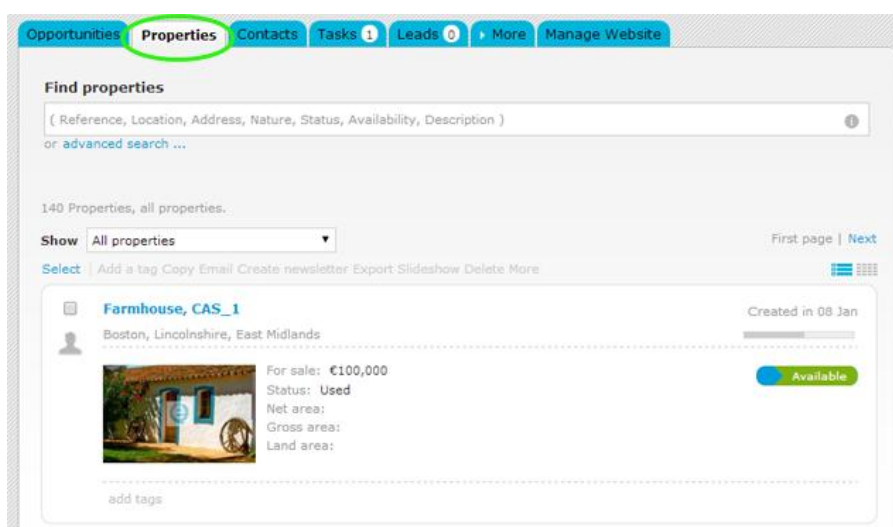 Opportunities Properties Contacts Tasks 1 Leads 0 More Manage Website
Find properties
( Reference, Location, Address, Nature, Status, Availability, Description )
or advanced search ...
140 Properties, all properties.
Show All properties First page | Next
Select | Add a tag Copy Email Create newsletter Export Slideshow Delete More
Farmhouse, CAS_1 Created in 08 Jan
Boston, Lincolnshire, East Midlands
For sale: €100,000 Available
Status: Used
Net area:
Gross area:
Land area:
add tags